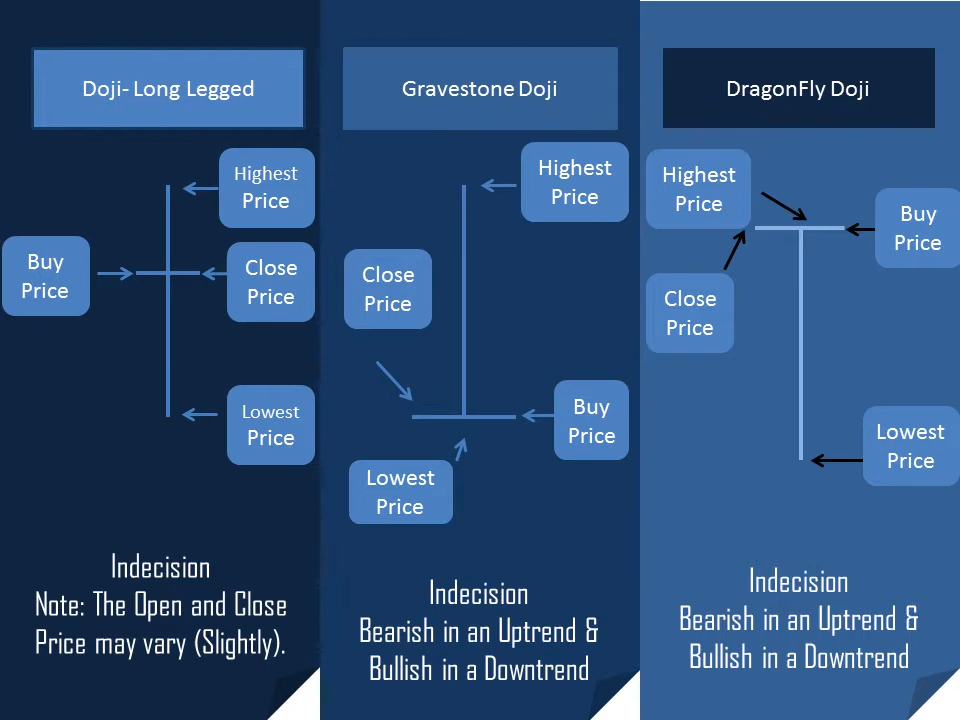 Doji- Long Legged
Highest
Price
Buy
Price
Close
Price
Lowest
Price
Indecision
Note: The Open and Close
Price may vary (Slightly).
Gravestone Doji
Highest
Price
Close
Price
Buy
Price
Lowest
Price
Indecision
Bearish in an Uptrend &
Bullish in a Downtrend
DragonFly Doji
Highest
Price
Buy
Price
Close
Price
Lowest
Price
Indecision
Bearish in an Uptrend &
Bullish in a Downtrend